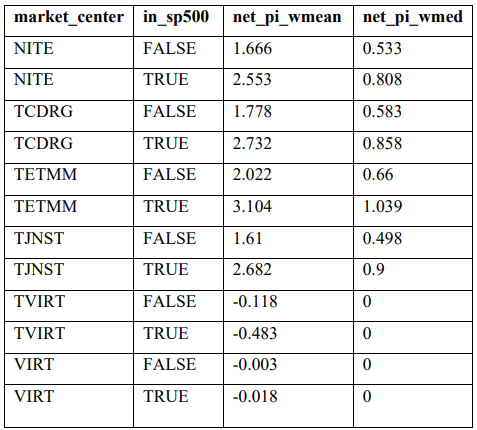 market_center in_sp500 net_pi_wmean net_pi_wmed
NITE FALSE 1.666 0.533
NITE TRUE 2.553 0.808
TCDRG FALSE 1.778 0.583
TCDRG TRUE 2.732 0.858
TETMM FALSE 2.022 0.66
TETMM TRUE 3.104 1.039
TJNST FALSE 1.61 0.498
TJNST TRUE 2.682 0.9
TVIRT FALSE -0.118 0
TVIRT TRUE -0.483 0
VIRT FALSE -0.003 0
VIRT TRUE -0.018 0